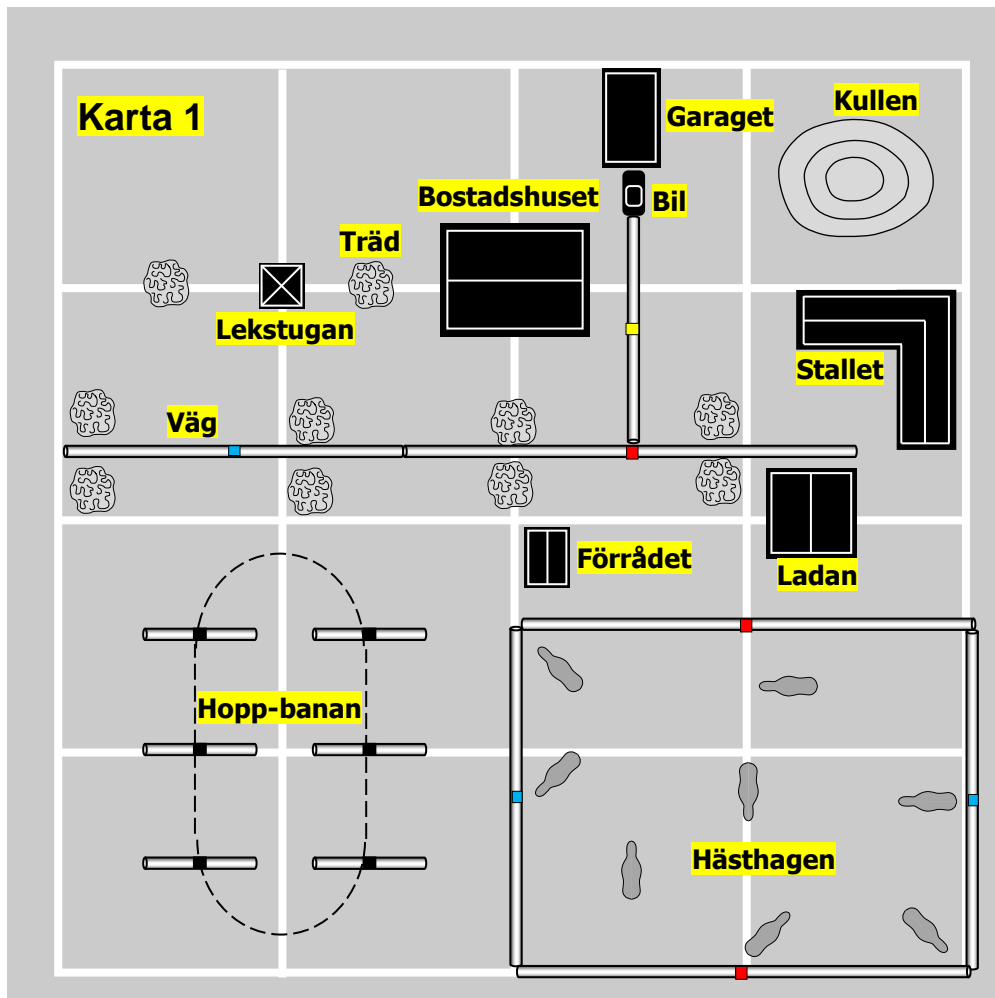 Karta 1
Garaget
Kullen
Bostadshuset
Bil
Träd
Lekstugan
Stallet
Väg
Förrådet
Ladan
Hopp-banan
Hästhagen